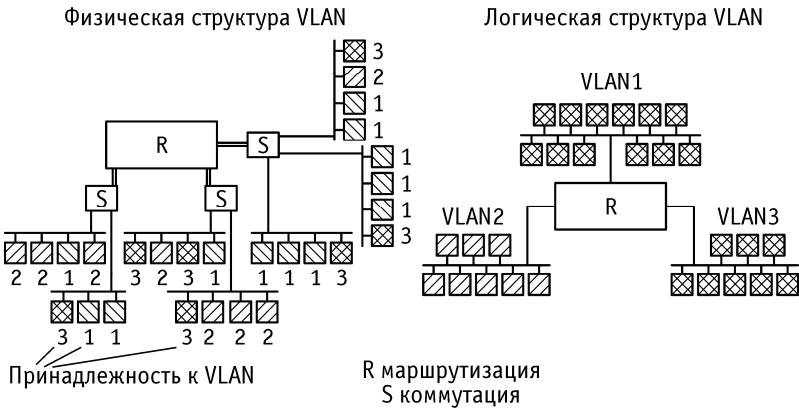 Физическая структура VLAN
Логическая структура VLAN
3
2
1
1
R
S
1
1
1
3
S
S
2 2 1 2
3 2 3 1
1 1 1 3
3 1 1
3 2 2 2
Принадлежность к VLAN
VLAN1
R
VLAN2
VLAN3
R маршрутизация
S коммутация